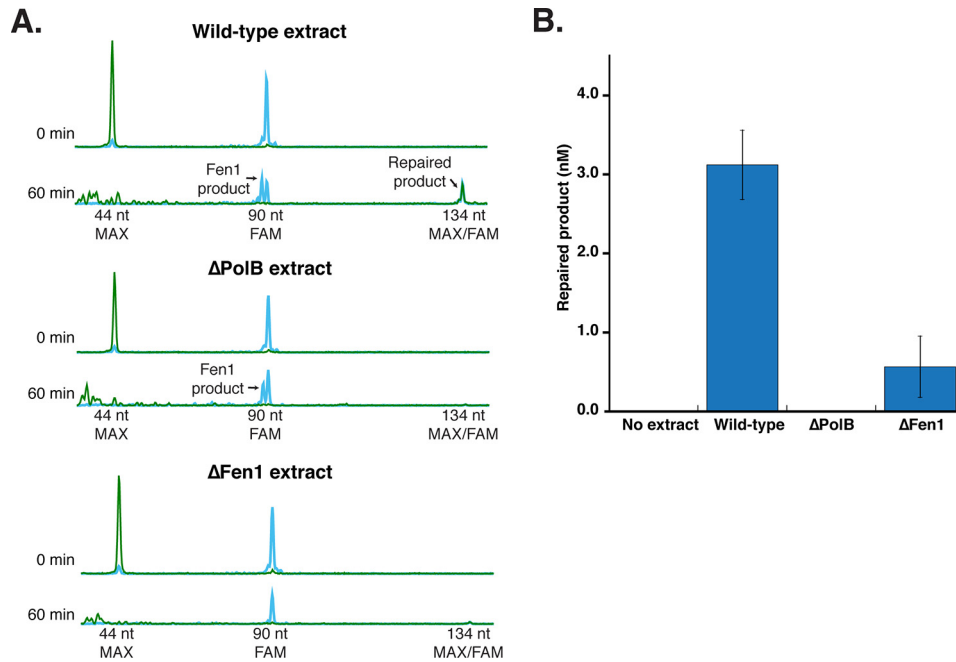 A.
Wild-type extract
0 min
Fen1
product
Repaired
product
60 min
44 nt
90 nt
134 nt
MAX
FAM
MAX/FAM
ΔPolB extract
0 min
Fen1
product
60 min
44 nt
90 nt
134 nt
MAX
FAM
MAX/FAM
ΔFen1 extract
0 min
60 min
44 nt
90 nt
134 nt
MAX
FAM
MAX/FAM
B.
Repaired product (nM)
4.0
3.0
2.0
1.0
0.0
No extract
Wild-type
ΔPolB
ΔFen1